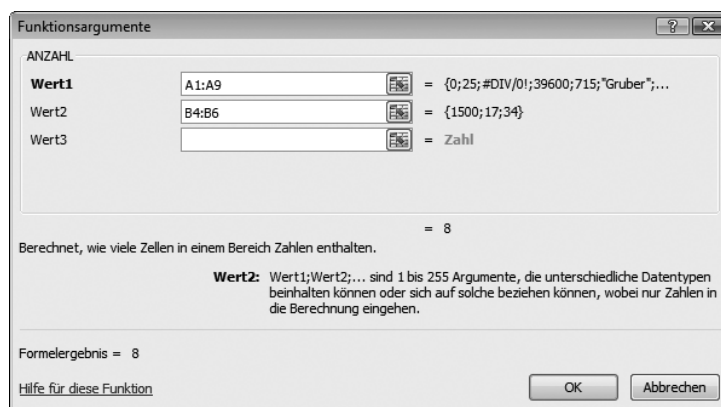 Funktionsargumente
ANZAHL
Wert1 A1:A9 = {0;25;#DIV/0!;39600;715;"Gruber";...
Wert2 B4:B6 = {1500;17;34}
Wert3 = Zahl
= 8
Berechnet, wie viele Zellen in einem Bereich Zahlen enthalten.
Wert2: Wert1;Wert2;... sind 1 bis 255 Argumente, die unterschiedliche Datentypen
beinhalten können oder sich auf solche beziehen können, wobei nur Zahlen in
die Berechnung eingehen.
Formelergebnis = 8
Hilfe für diese Funktion OK Abbrechen